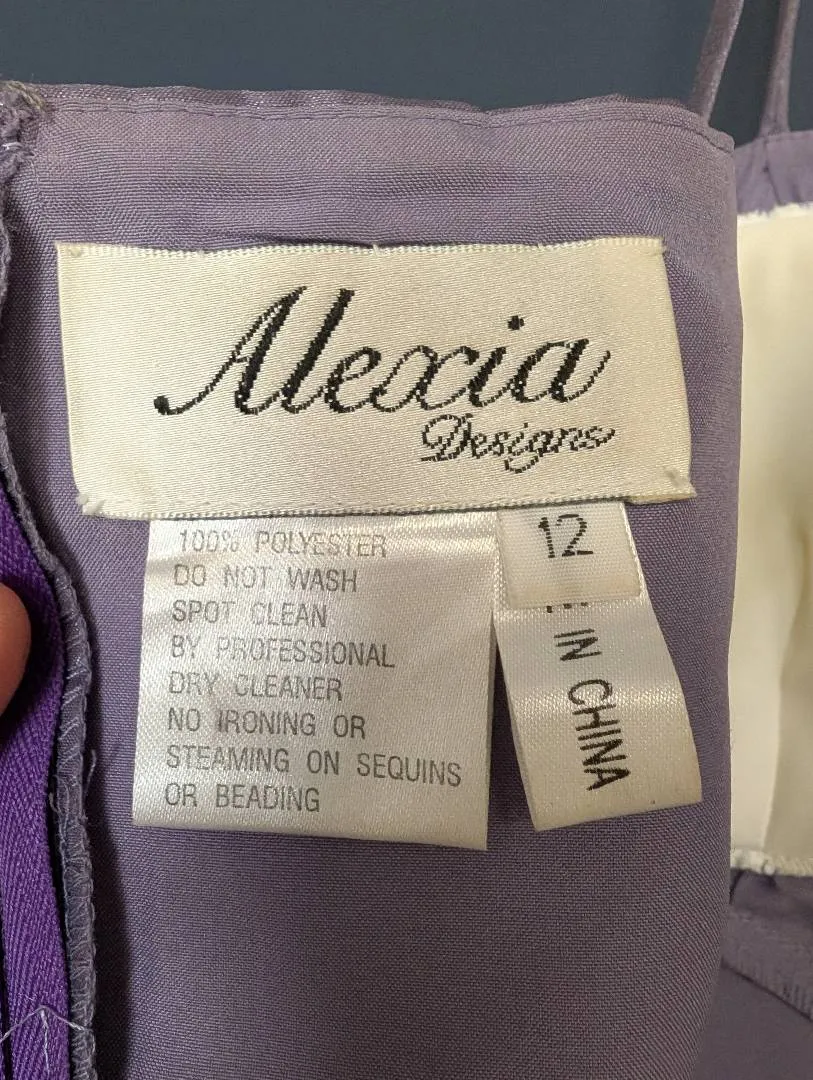 Alexia
Designs
100% POLYESTER
DO NOT WASH
SPOT CLEAN
BY PROFESSIONAL
DRY CLEANER
NO IRONING OR
STEAMING ON SEQUINS
OR BEADING
12
IN CHINA